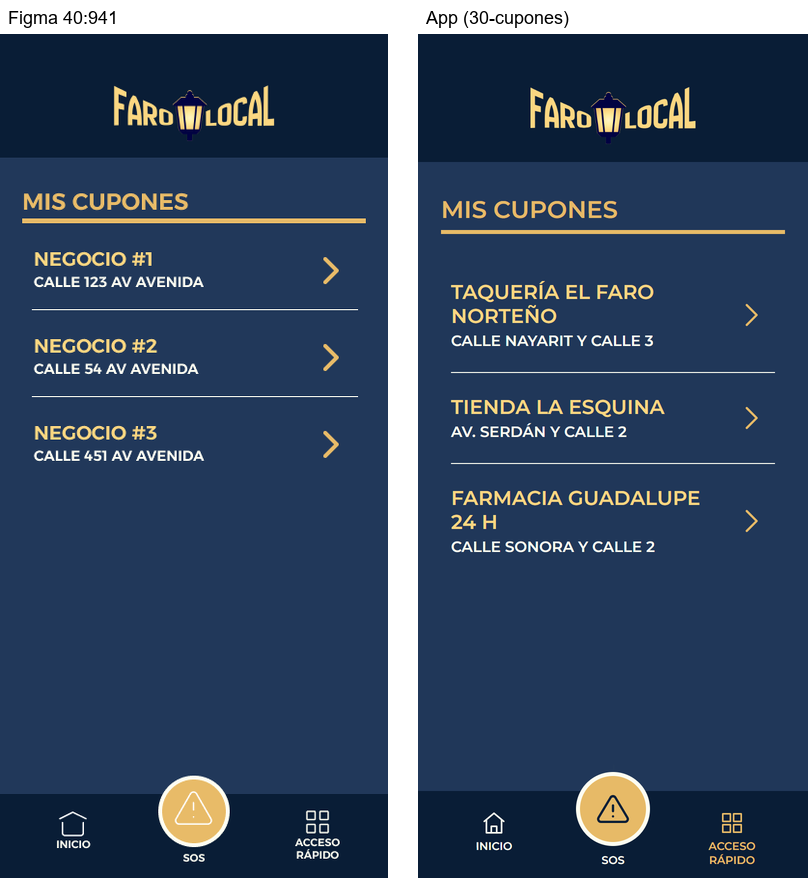 Figma 40:941
FARO LOCAL
MIS CUPONES
NEGOCIO #1
CALLE 123 AV AVENIDA
NEGOCIO #2
CALLE 54 AV AVENIDA
NEGOCIO #3
CALLE 451 AV AVENIDA
INICIO
SOS
ACCESO
RÁPIDO
App (30-cupones)
FARO LOCAL
MIS CUPONES
TAQUERÍA EL FARO
NORTEÑO
CALLE NAYARIT Y CALLE 3
TIENDA LA ESQUINA
AV. SERDÁN Y CALLE 2
FARMACIA GUADALUPE
24 H
CALLE SONORA Y CALLE 2
INICIO
SOS
ACCESO
RÁPIDO